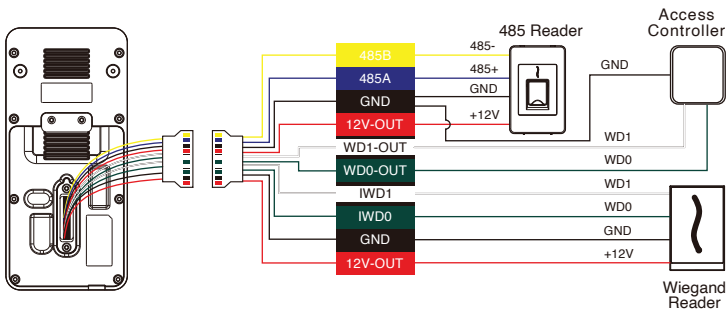 Access
485 Reader
Controller
485B
485-
485A
485+
GND
GND
GND
12V-OUT
+12V
WD1-OUT
WD1
WD0-OUT
WD0
IWD1
WD1
IWD0
WD0
GND
GND
12V-OUT
+12V
Wiegand
Reader